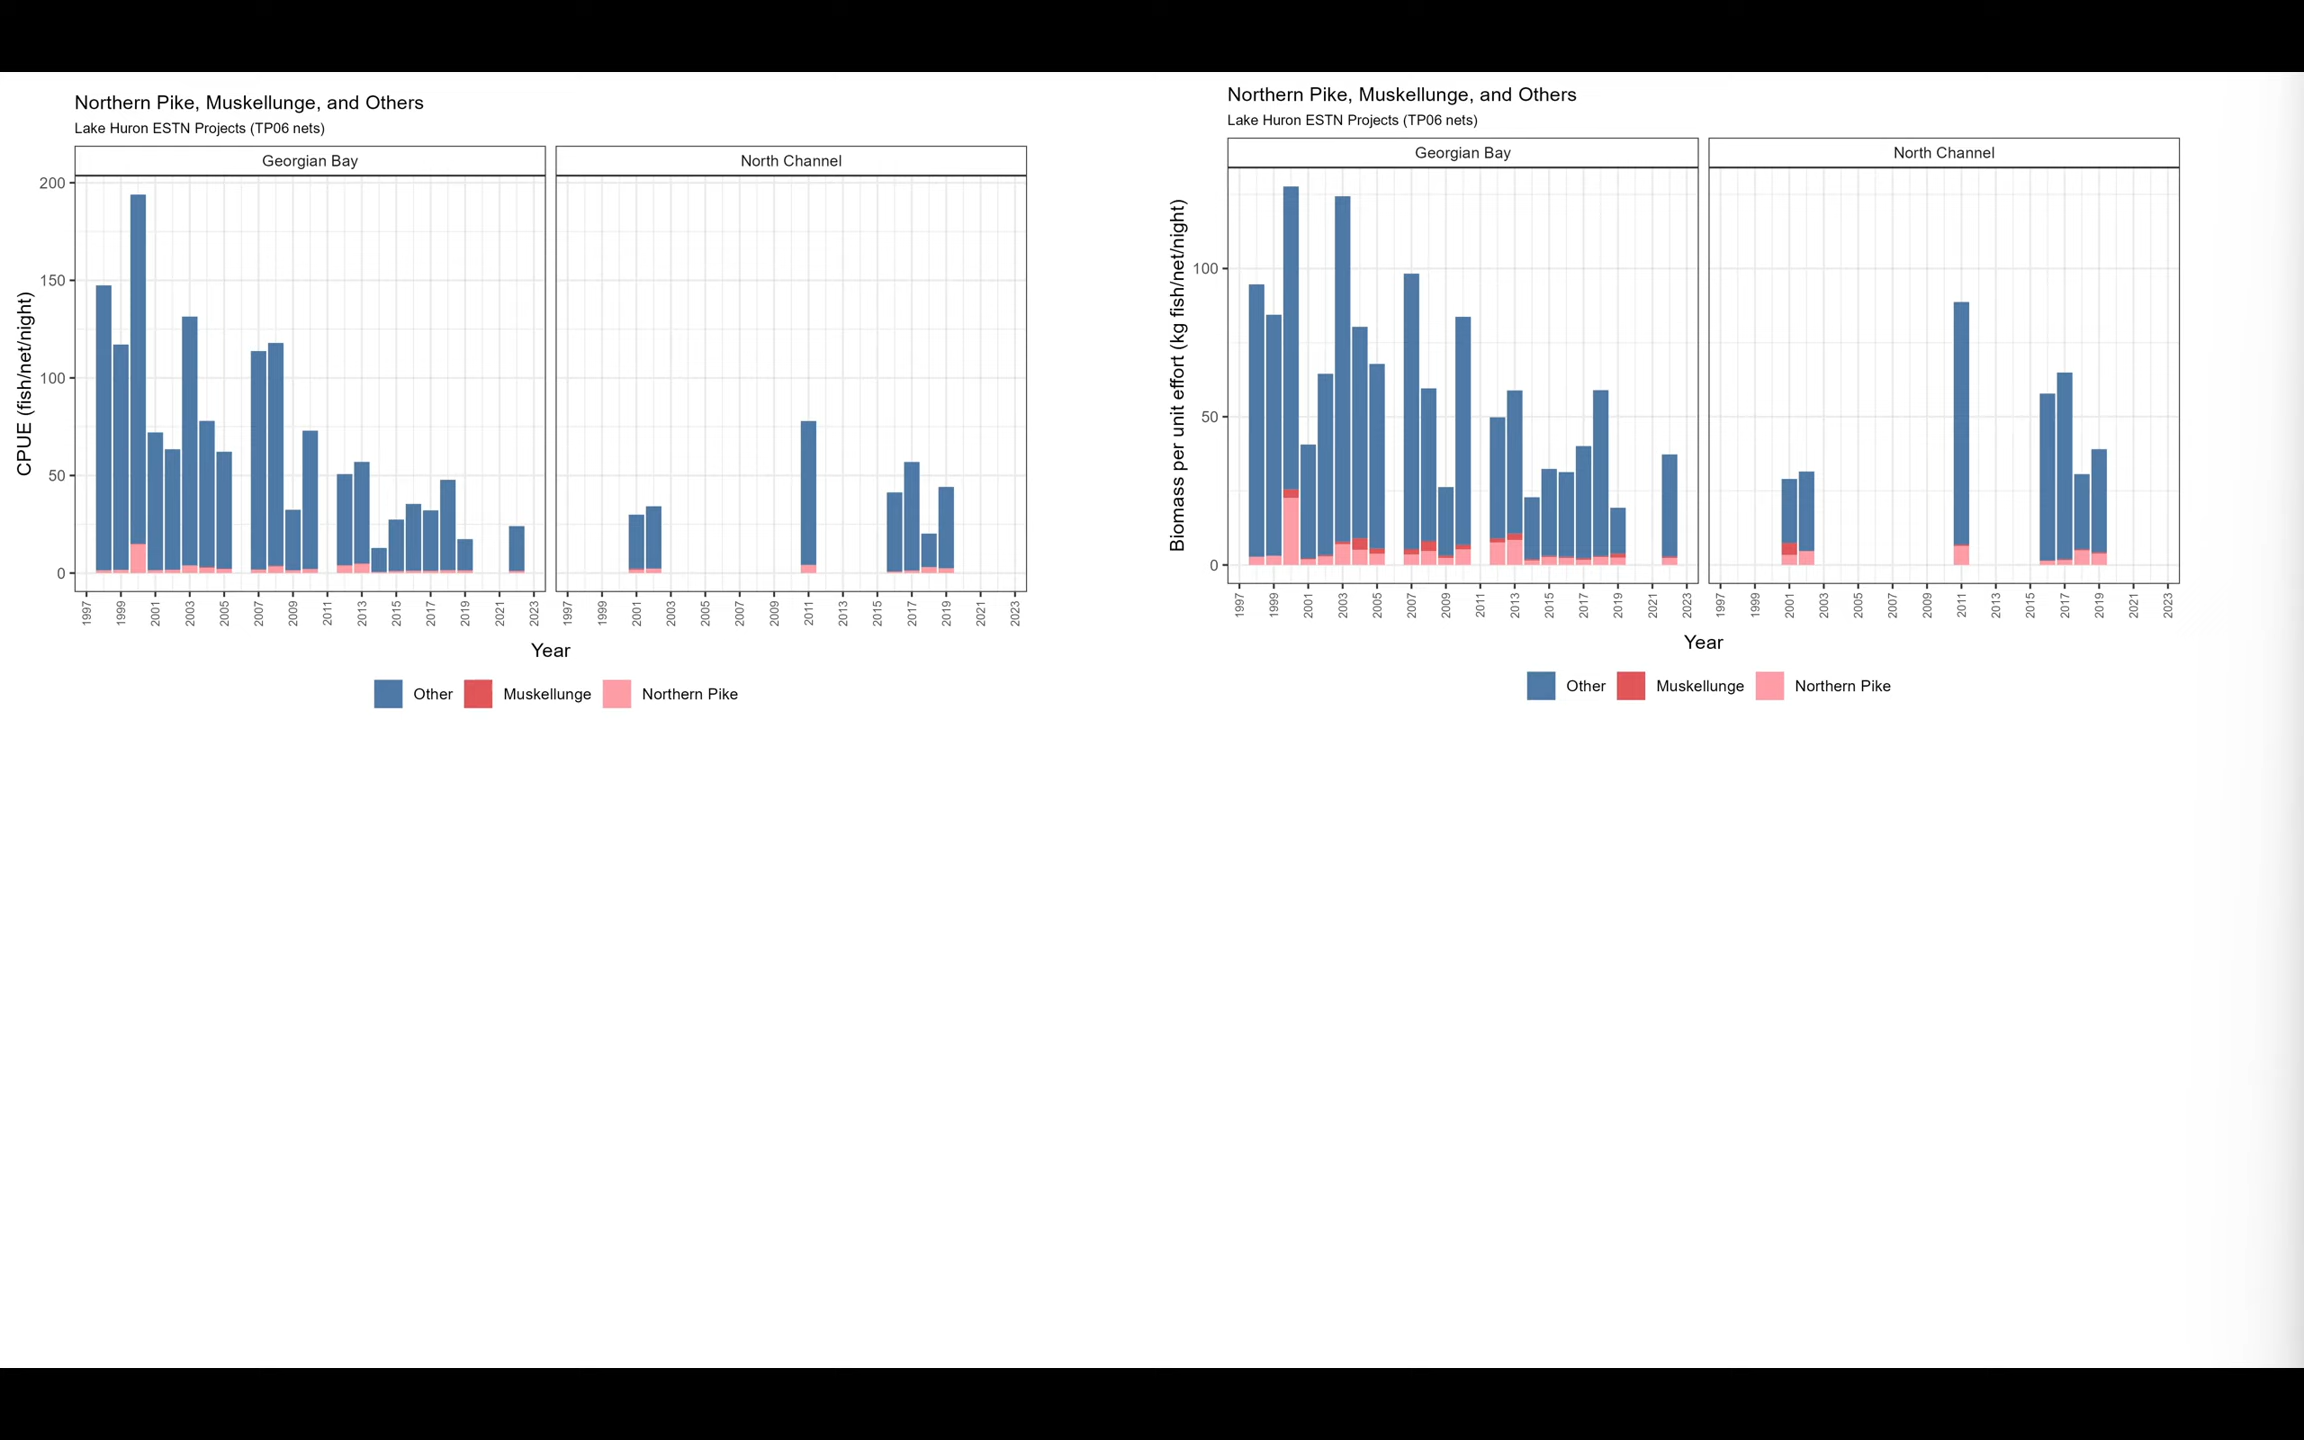 Northern Pike, Muskellunge, and Others
Lake Huron ESTN Projects (TP06 nets)
Georgian Bay
North Channel
CPUE (fish/net/night)
200
150
100
50
0
1997 1999 2001 2003 2005 2007 2009 2011 2013 2015 2017 2019 2021 2023
1997 1999 2001 2003 2005 2007 2009 2011 2013 2015 2017 2019 2021 2023
Year
Other Muskellunge Northern Pike
Northern Pike, Muskellunge, and Others
Lake Huron ESTN Projects (TP06 nets)
Georgian Bay
North Channel
Biomass per unit effort (kg fish/net/night)
100
50
0
1997 1999 2001 2003 2005 2007 2009 2011 2013 2015 2017 2019 2021 2023
1997 1999 2001 2003 2005 2007 2009 2011 2013 2015 2017 2019 2021 2023
Year
Other Muskellunge Northern Pike